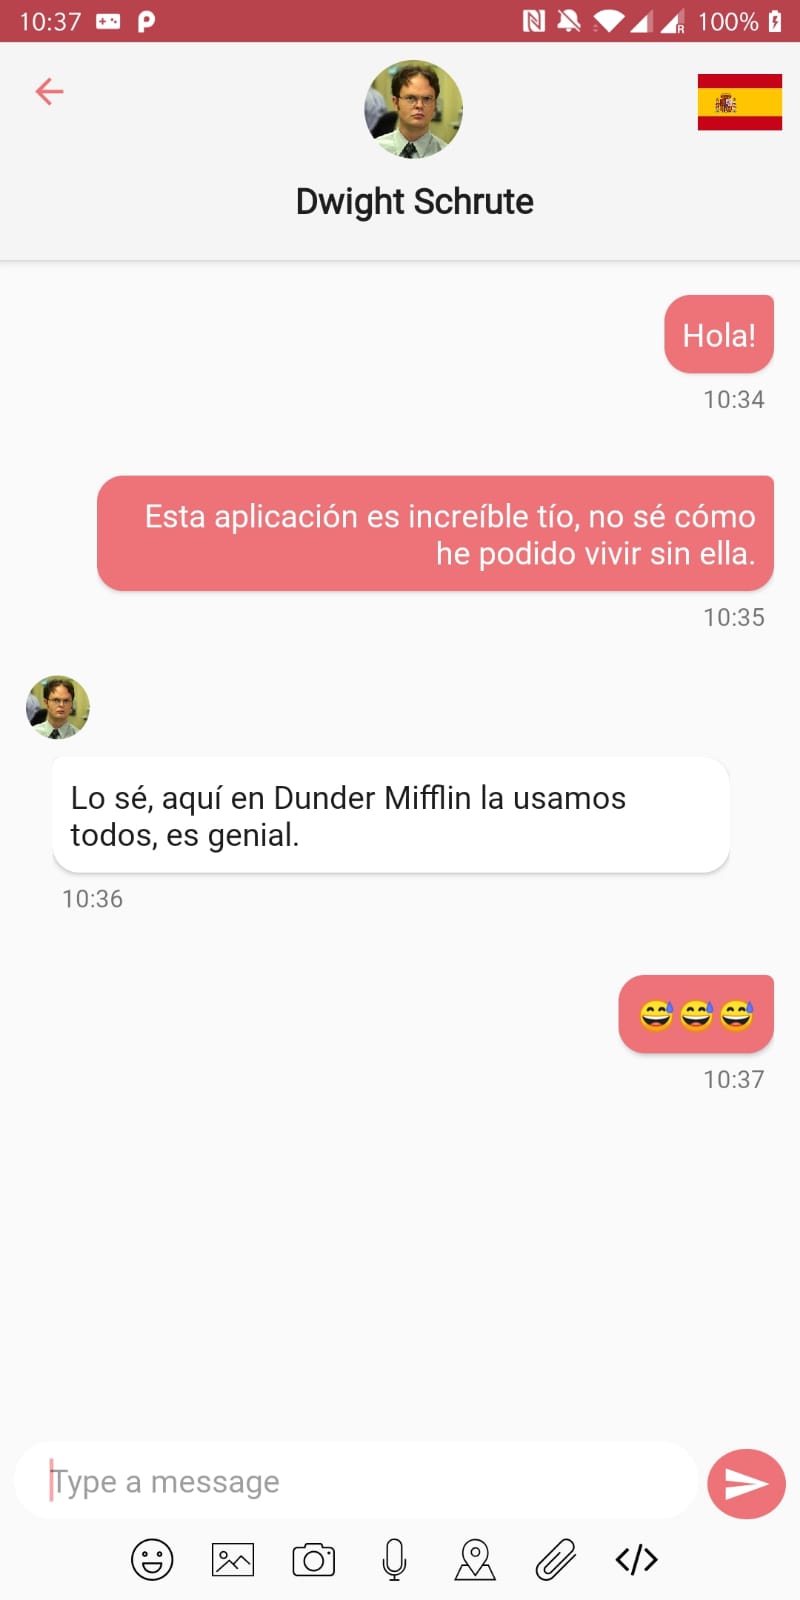 10:37
100%
Dwight Schrute
Hola!
10:34
Esta aplicación es increíble tío, no sé cómo
he podido vivir sin ella.
10:35
Lo sé, aquí en Dunder Mifflin la usamos
todos, es genial.
10:36
😅😅😅
10:37
Type a message